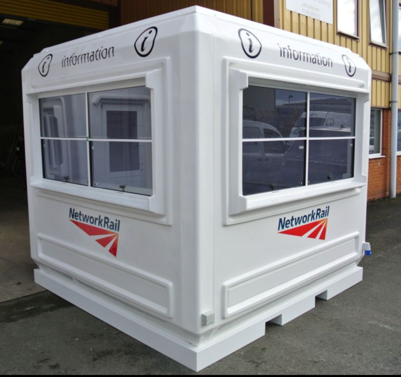 i information i
i information i
NetworkRail
NetworkRail